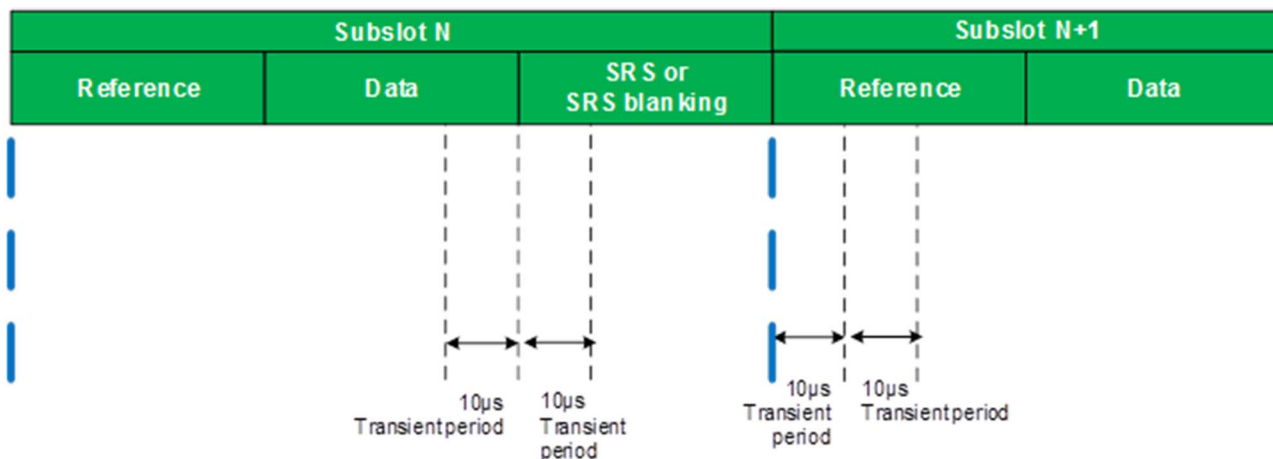 Subslot N
Subslot N+1
Reference
Data
SRS or
SRS blanking
Reference
Data
10µs
Transient period
10µs
Transient
period
10µs
Transient
period
10µs
Transient period